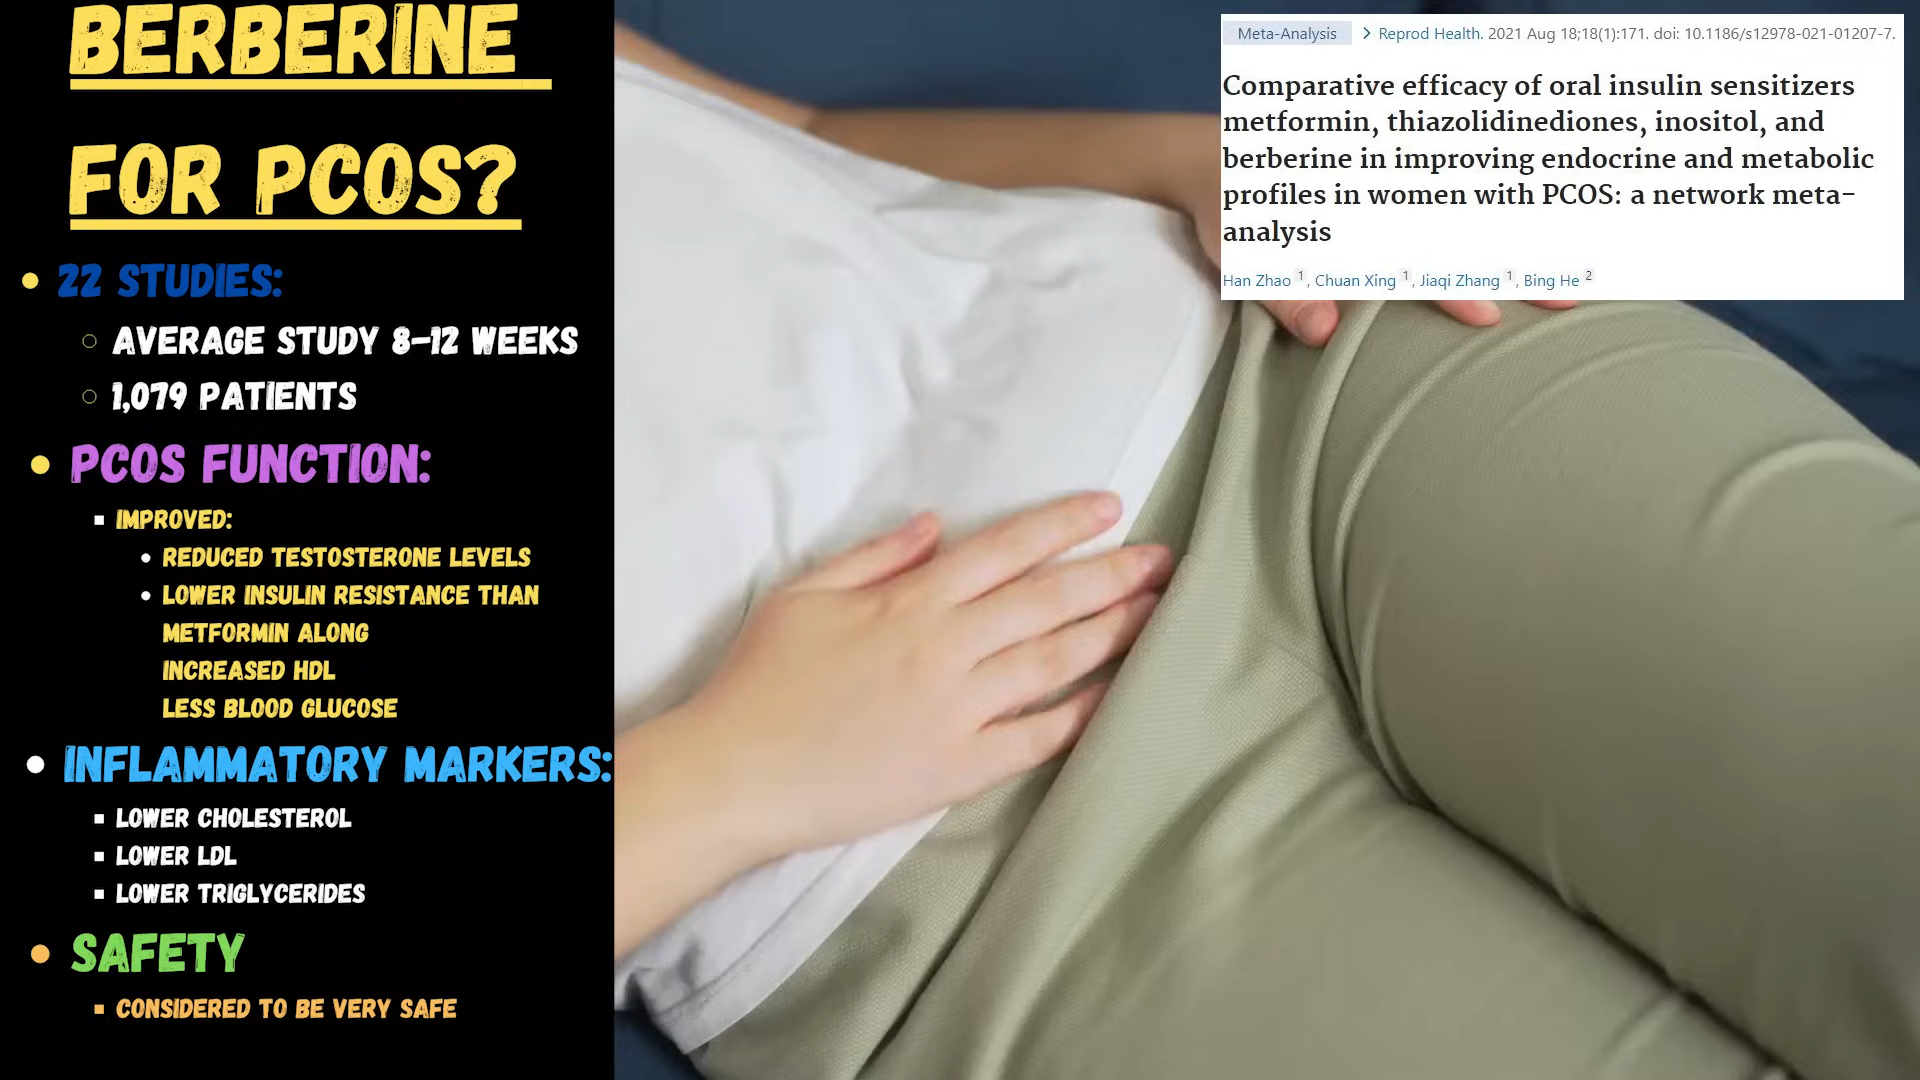 BERBERINE
FOR PCOS?
22 STUDIES:
AVERAGE STUDY 8-12 WEEKS
1,079 PATIENTS
PCOS FUNCTION:
IMPROVED:
REDUCED TESTOSTERONE LEVELS
LOWER INSULIN RESISTANCE THAN
METFORMIN ALONG
INCREASED HDL
LESS BLOOD GLUCOSE
INFLAMMATORY MARKERS:
LOWER CHOLESTEROL
LOWER LDL
LOWER TRIGLYCERIDES
SAFETY
CONSIDERED TO BE VERY SAFE
Meta-Analysis > Reprod Health. 2021 Aug 18;18(1):171. doi: 10.1186/s12978-021-01207-7.
Comparative efficacy of oral insulin sensitizers
metformin, thiazolidinediones, inositol, and
berberine in improving endocrine and metabolic
profiles in women with PCOS: a network meta-
analysis
Han Zhao 1, Chuan Xing 1, Jiaqi Zhang 1, Bing He 2